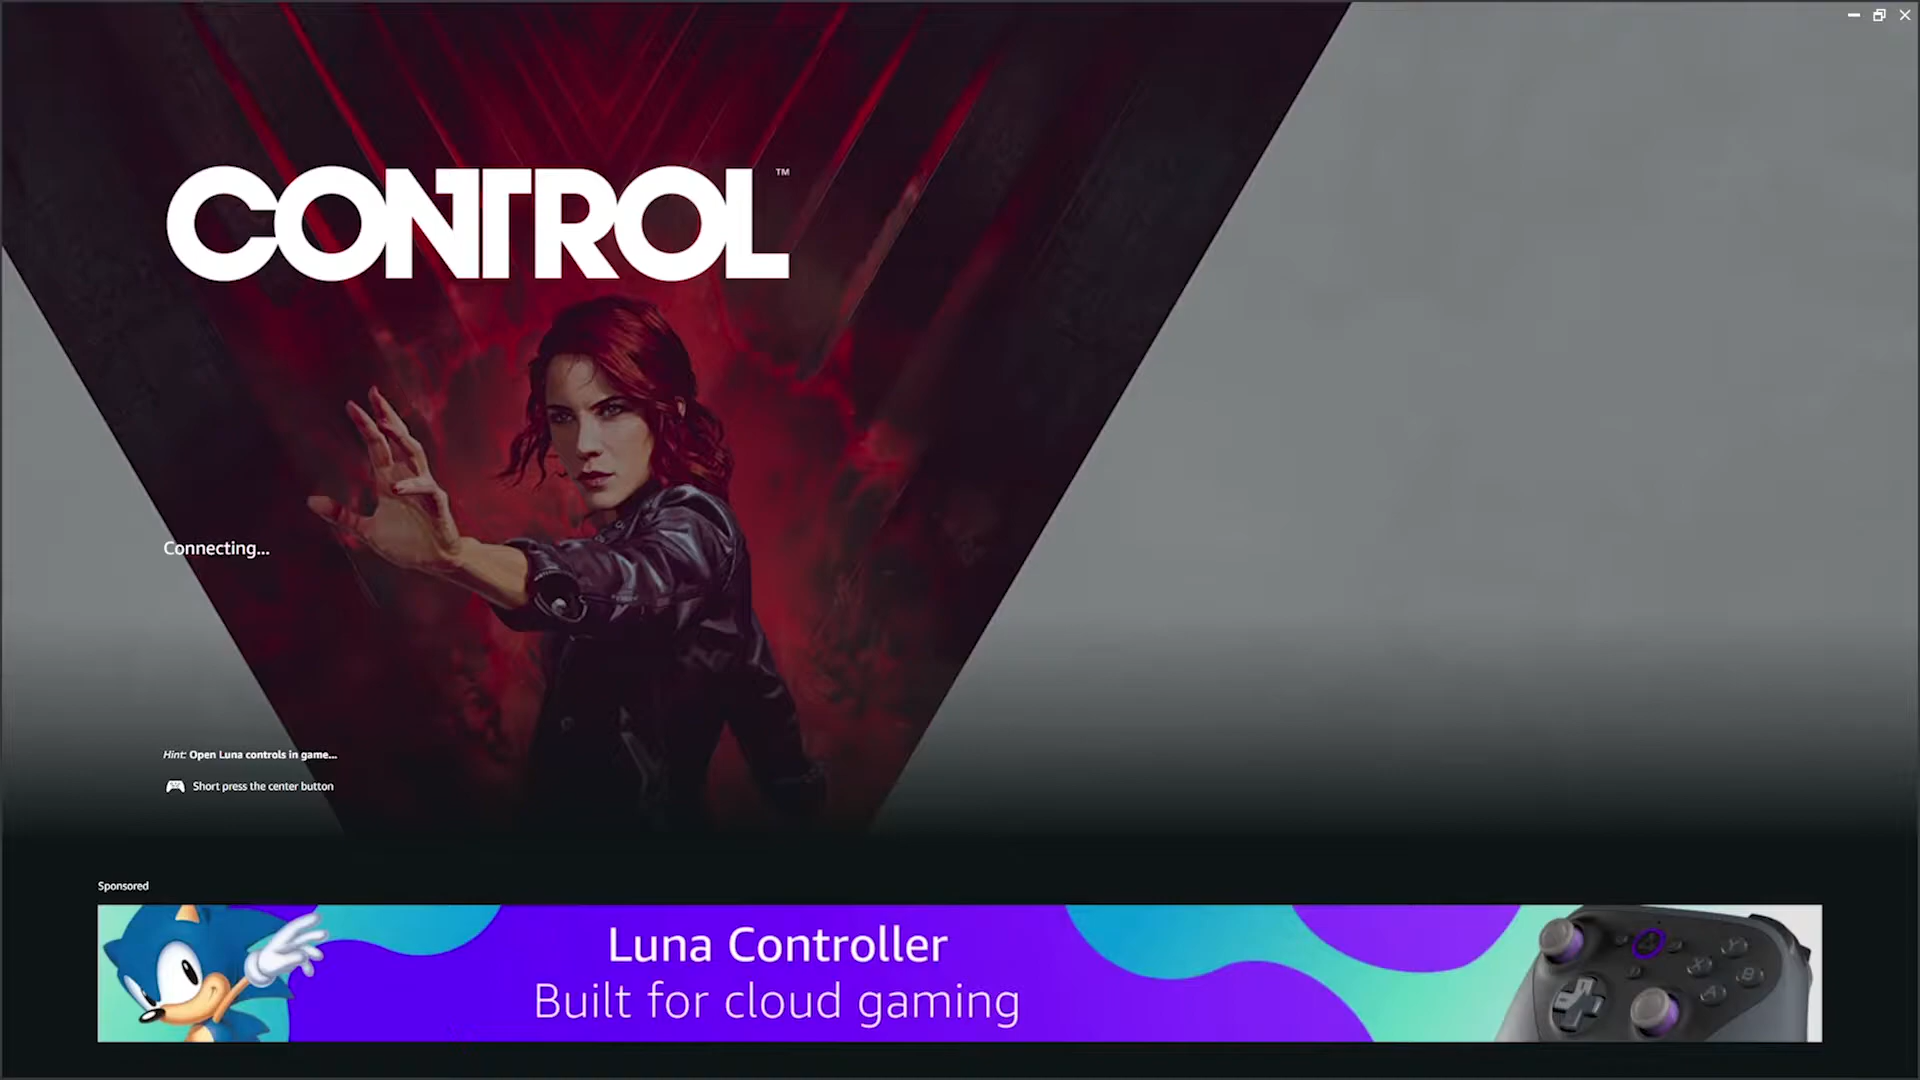 CONTROL™
Connecting...
Hint: Open Luna controls in game...
Short press the center button
Sponsored
Luna Controller
Built for cloud gaming
Y
X
B
A